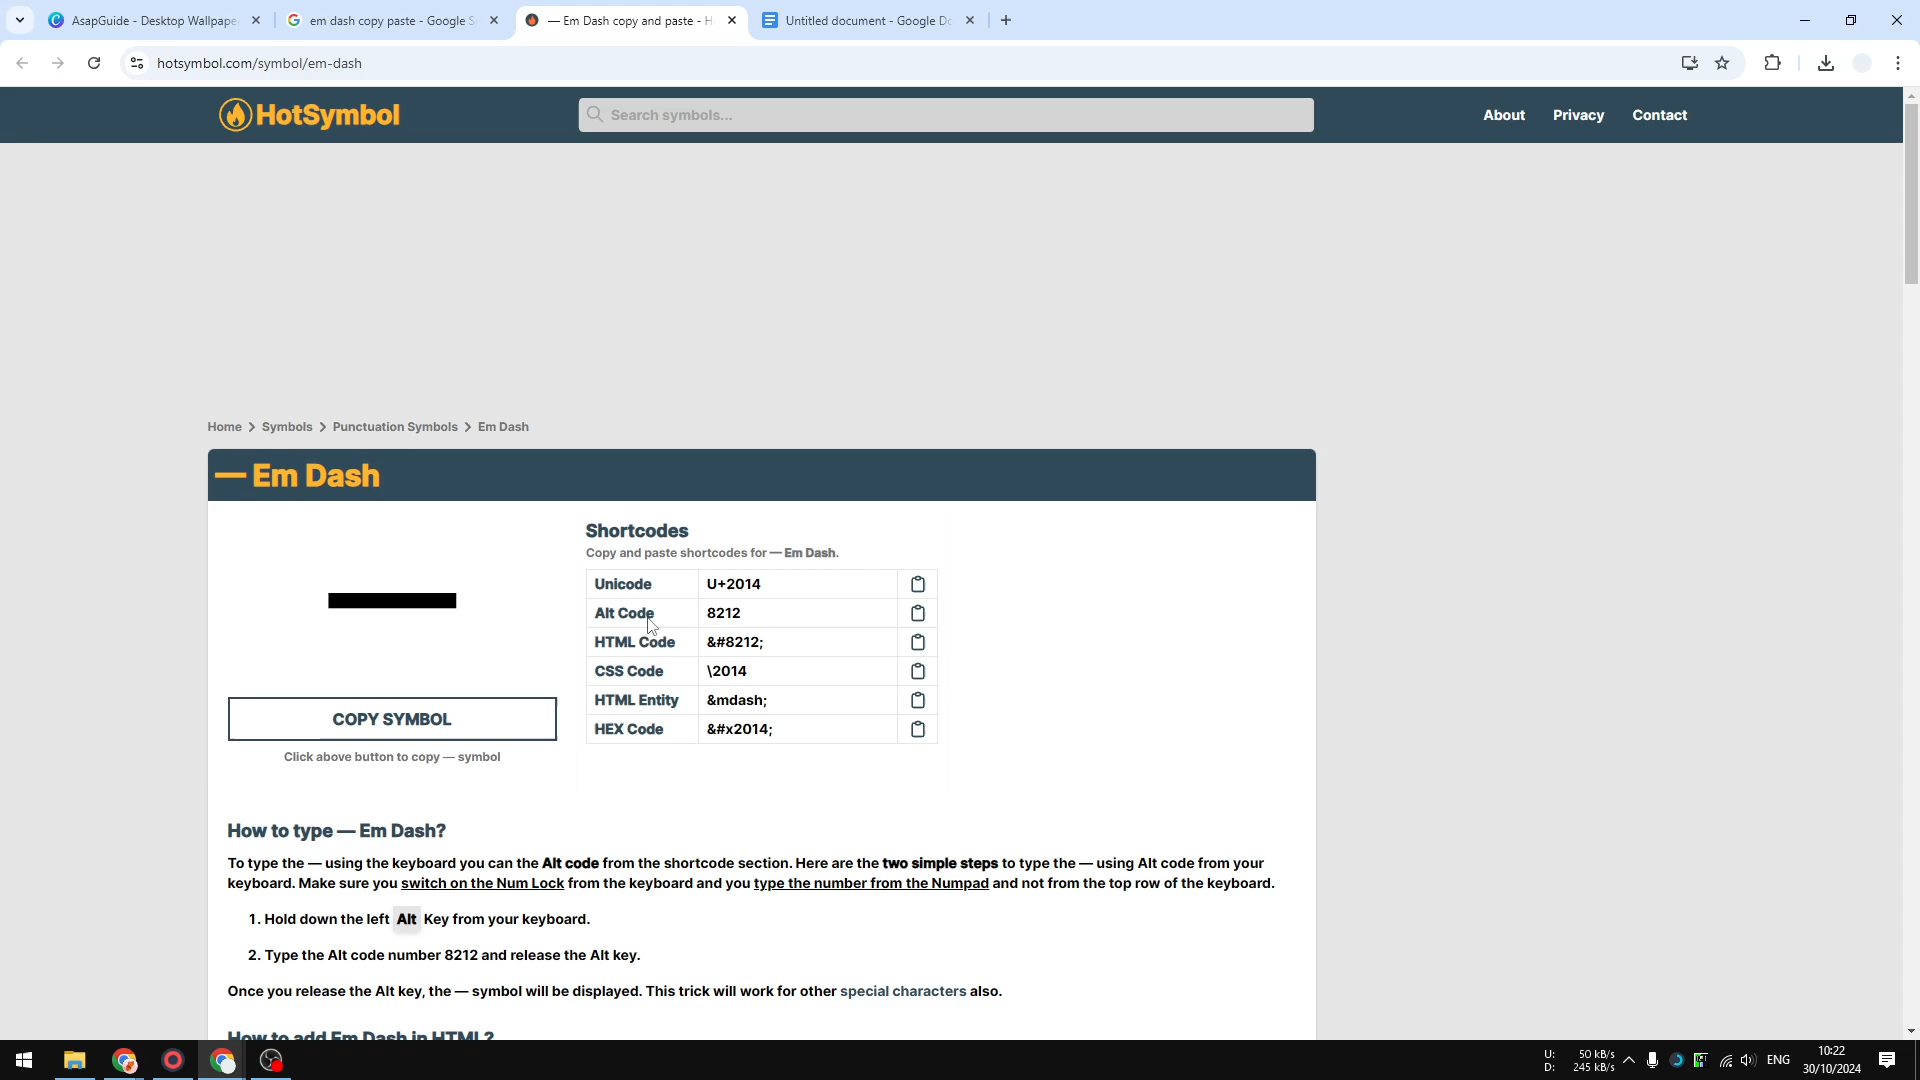 AsapGuide - Desktop Wallpape
em dash copy paste - Google S
— Em Dash copy and paste - H
Untitled document - Google Do
hotsymbol.com/symbol/em-dash
HotSymbol
Search symbols...
About
Privacy
Contact
Home > Symbols > Punctuation Symbols > Em Dash
— Em Dash
Shortcodes
Copy and paste shortcodes for — Em Dash.
Unicode U+2014
Alt Code 8212
HTML Code &#8212;
CSS Code \2014
HTML Entity &mdash;
HEX Code &#x2014;
—
COPY SYMBOL
Click above button to copy — symbol
How to type — Em Dash?
To type the — using the keyboard you can the Alt code from the shortcode section. Here are the two simple steps to type the — using Alt code from your
keyboard. Make sure you switch on the Num Lock from the keyboard and you type the number from the Numpad and not from the top row of the keyboard.
1. Hold down the left Alt Key from your keyboard.
2. Type the Alt code number 8212 and release the Alt key.
Once you release the Alt key, the — symbol will be displayed. This trick will work for other special characters also.
How to add Em Dash in HTML?
U: 50 kB/s
D: 245 kB/s
ENG
10:22
30/10/2024